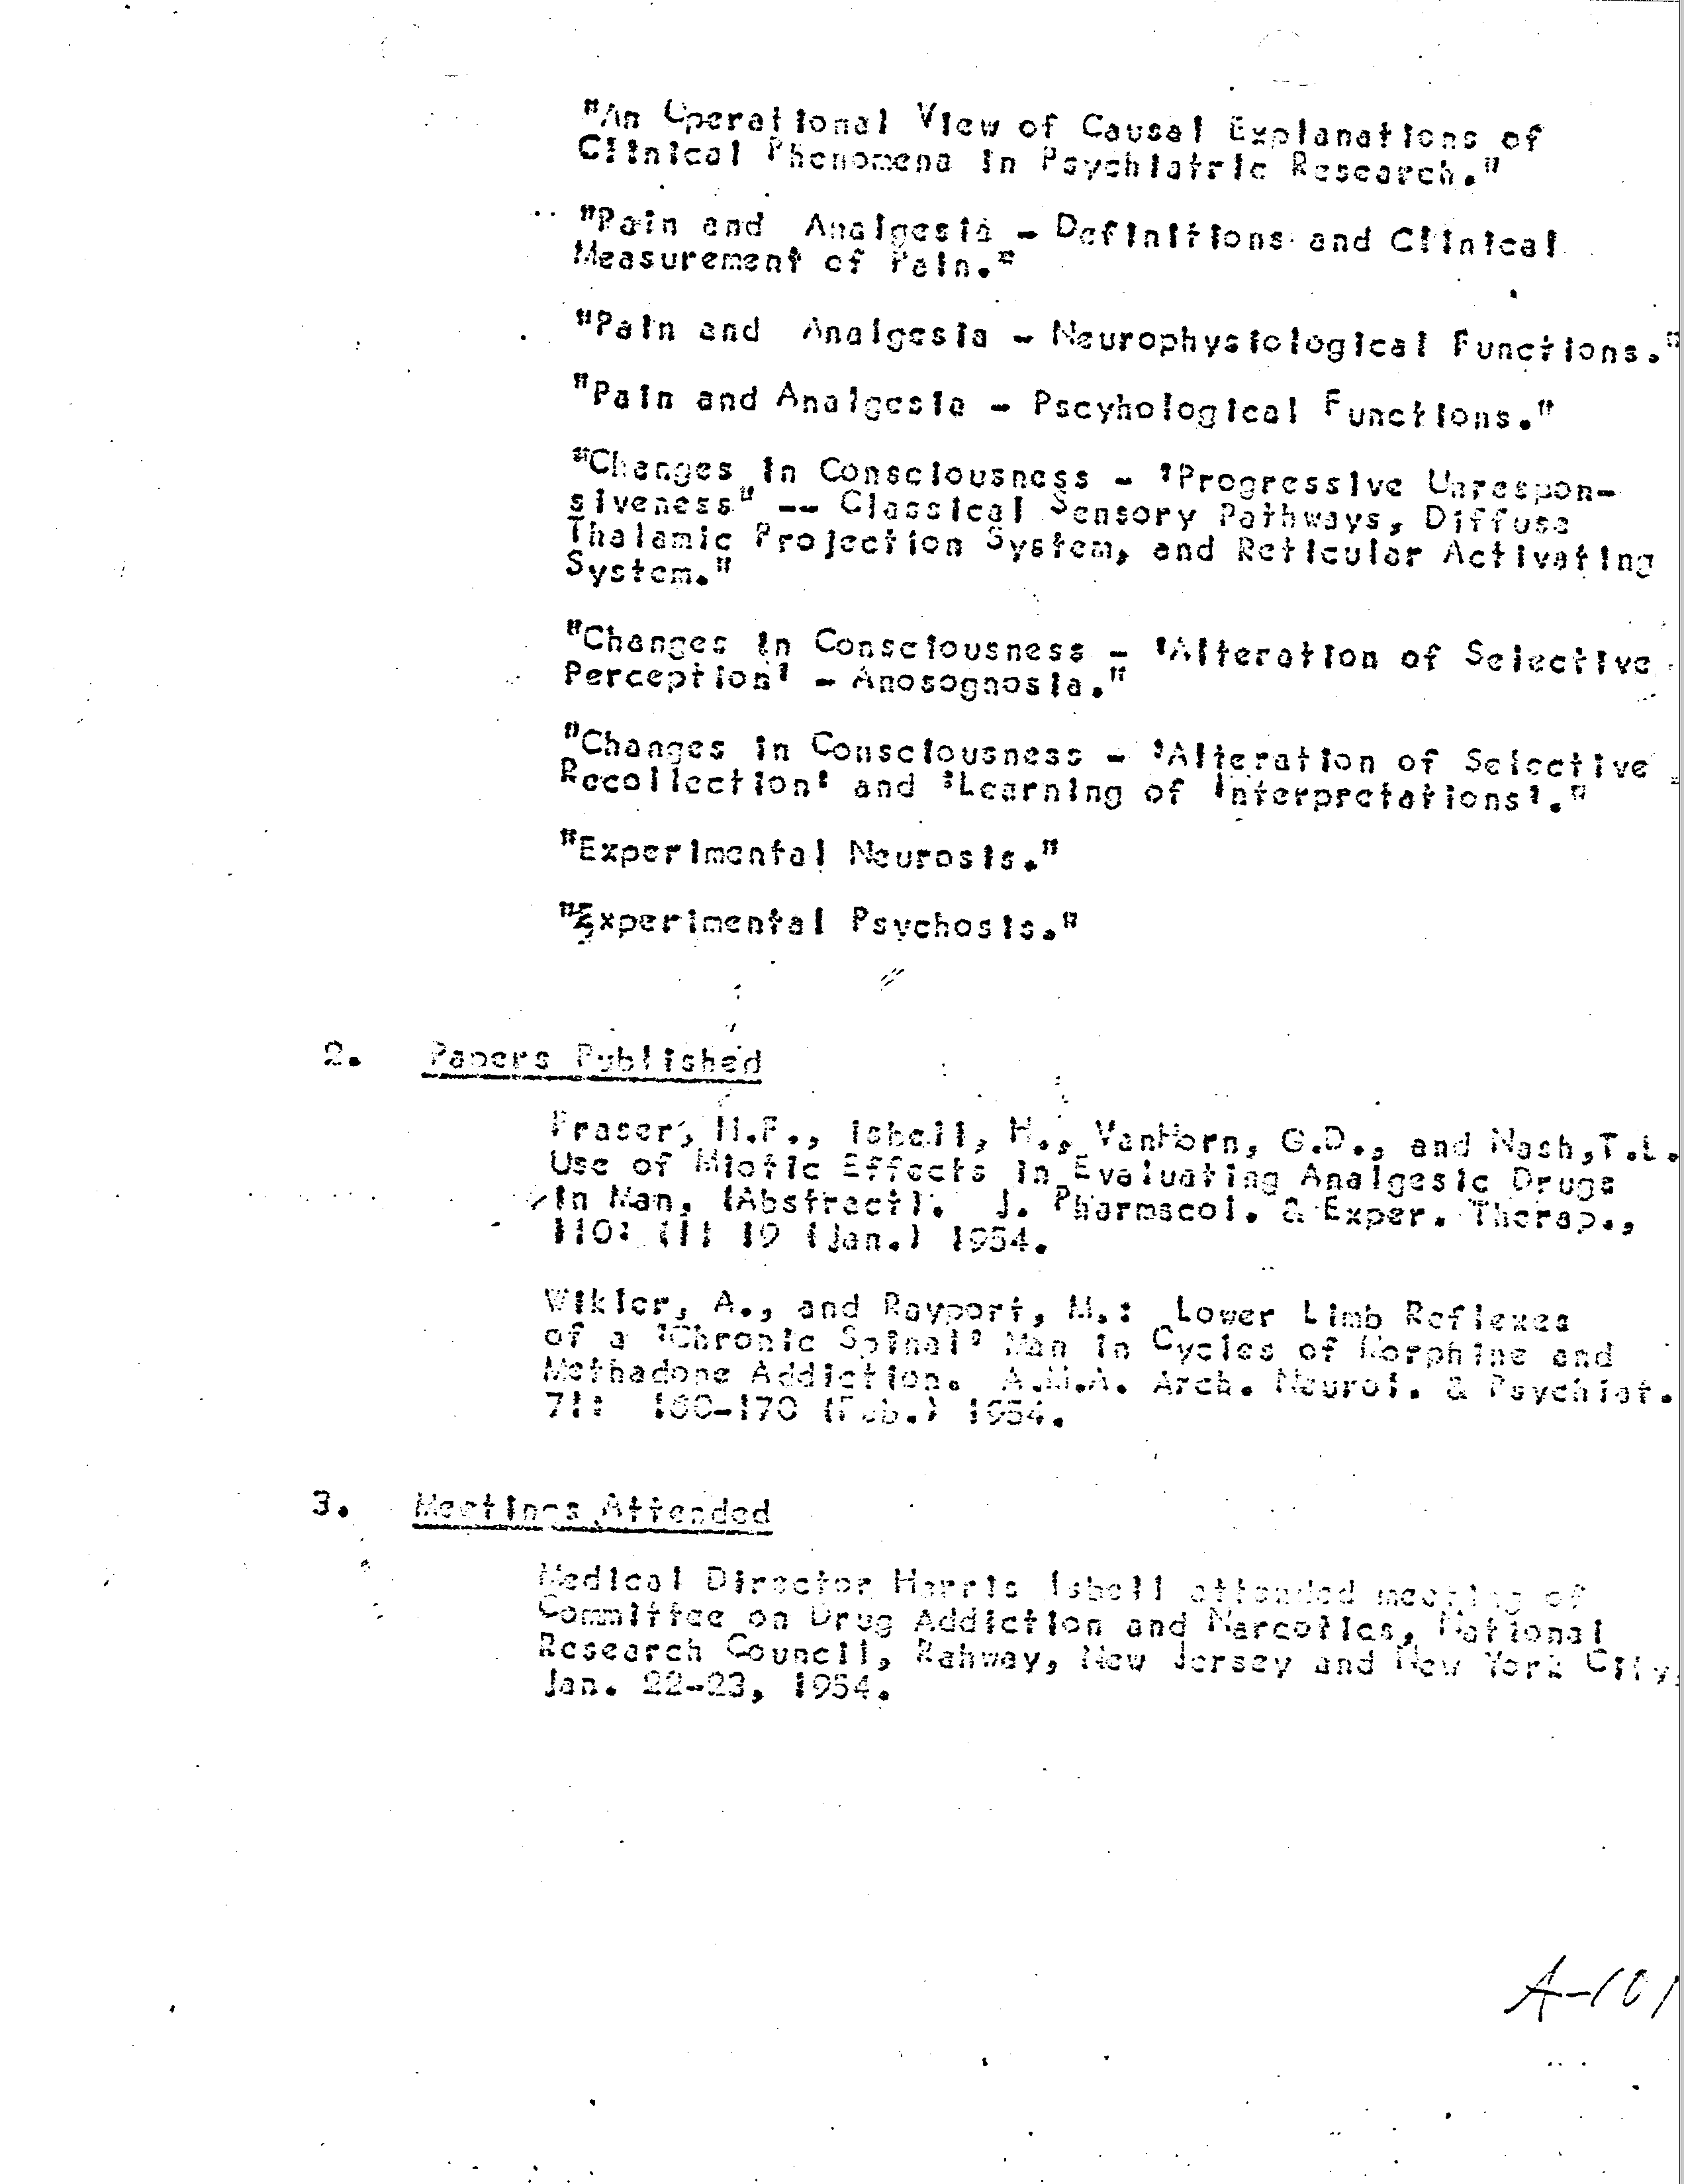 "An Operational View of Causal Explanations of
Clinical Phenomena in Psychiatric Research."
"Pain and Analgesia - Definitions and Clinical
Measurement of Pain."
"Pain and Analgesia - Neurophysiological Functions."
"Pain and Analgesia - Pscyhological Functions."
"Changes in Consciousness - 'Progressive Unrespon-
siveness" -- Classical Sensory Pathways, Diffuse
Thalamic Projection System, and Reticular Activating
System."
"Changes in Consciousness - 'Alteration of Selective
Perception' - Anosognosia."
"Changes in Consciousness - 'Alteration of Selective
Recollection' and 'Learning of Interpretations'."
"Experimental Neurosis."
"Experimental Psychosis."
2. Papers Published
Fraser, H.F., Isbell, H., VanHorn, G.D., and Nash,T.L.
Use of Miotic Effects in Evaluating Analgesic Drugs
in Man. (Abstract). J. Pharmacol. & Exper. Therap.,
110: (1) 19 (Jan.) 1954.
Wikler, A., and Rayport, M.: Lower Limb Reflexes
of a 'Chronic Spinal' Man in Cycles of Morphine and
Methadone Addiction. A.M.A. Arch. Neurol. & Psychiat.
71: 160-170 (Feb.) 1954.
3. Meetings Attended
Medical Director Harris Isbell attended meeting of
Committee on Drug Addiction and Narcotics, National
Research Council, Rahway, New Jersey and New York City,
Jan. 22-23, 1954.
A-101